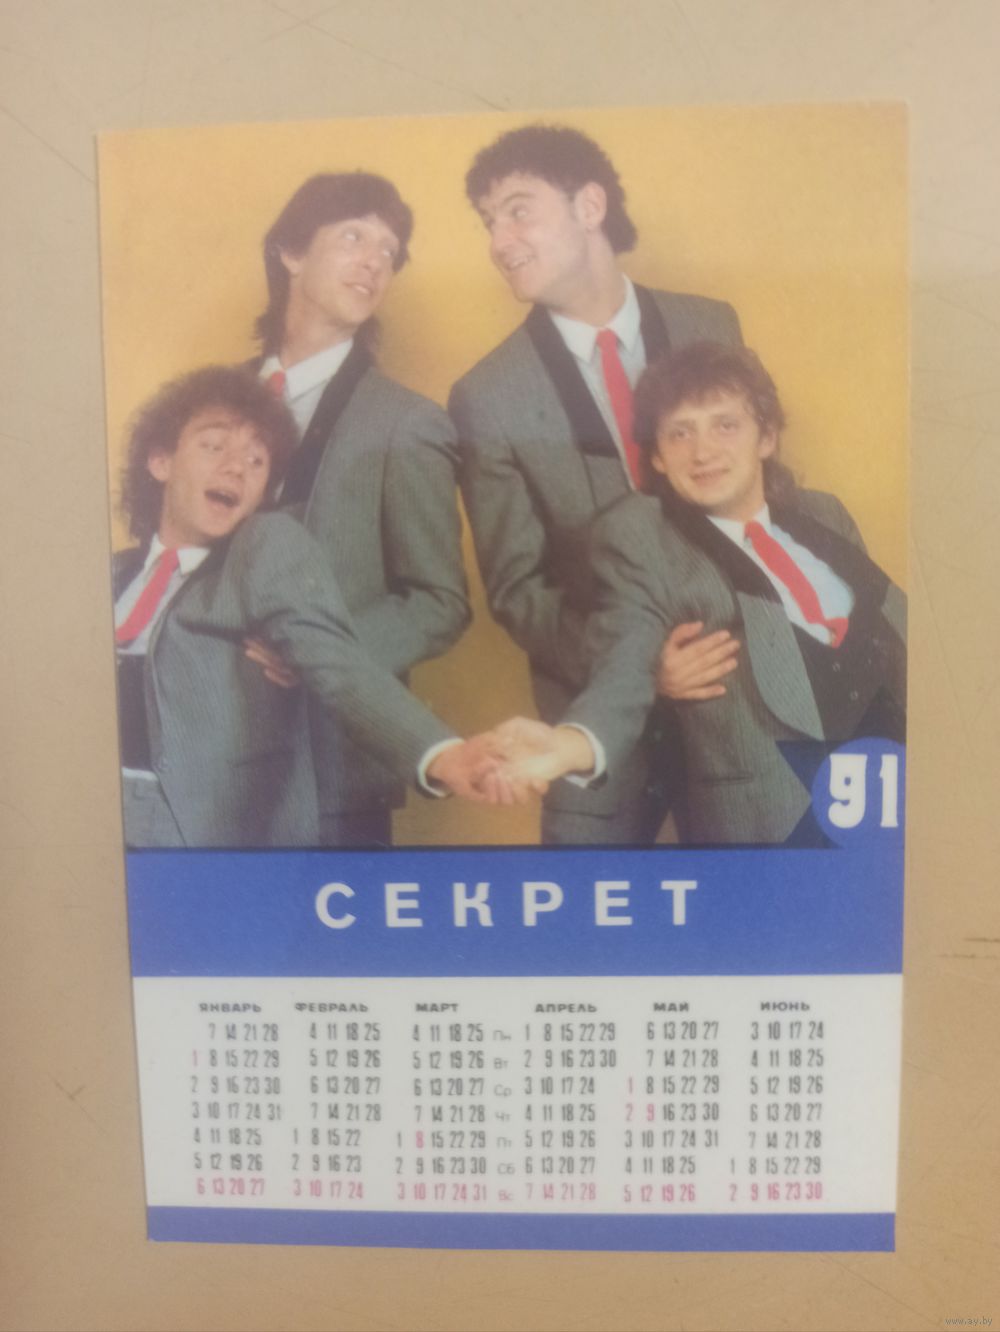 91
СЕКРЕТ
ЯНВАРЬ ФЕВРАЛЬ МАРТ АПРЕЛЬ МАЙ ИЮНЬ
7 14 21 28 4 11 18 25 4 11 18 25 Пн 1 8 15 22 29 6 13 20 27 3 10 17 24
1 8 15 22 29 5 12 19 26 5 12 19 26 Вт 2 9 16 23 30 7 14 21 28 4 11 18 25
2 9 16 23 30 6 13 20 27 6 13 20 27 Ср 3 10 17 24 1 8 15 22 29 5 12 19 26
3 10 17 24 31 7 14 21 28 7 14 21 28 Чт 4 11 18 25 2 9 16 23 30 6 13 20 27
4 11 18 25 1 8 15 22 1 8 15 22 29 Пт 5 12 19 26 3 10 17 24 31 7 14 21 28
5 12 19 26 2 9 16 23 2 9 16 23 30 Сб 6 13 20 27 4 11 18 25 1 8 15 22 29
6 13 20 27 3 10 17 24 3 10 17 24 31 Вс 7 14 21 28 5 12 19 26 2 9 16 23 30
www.ay.by